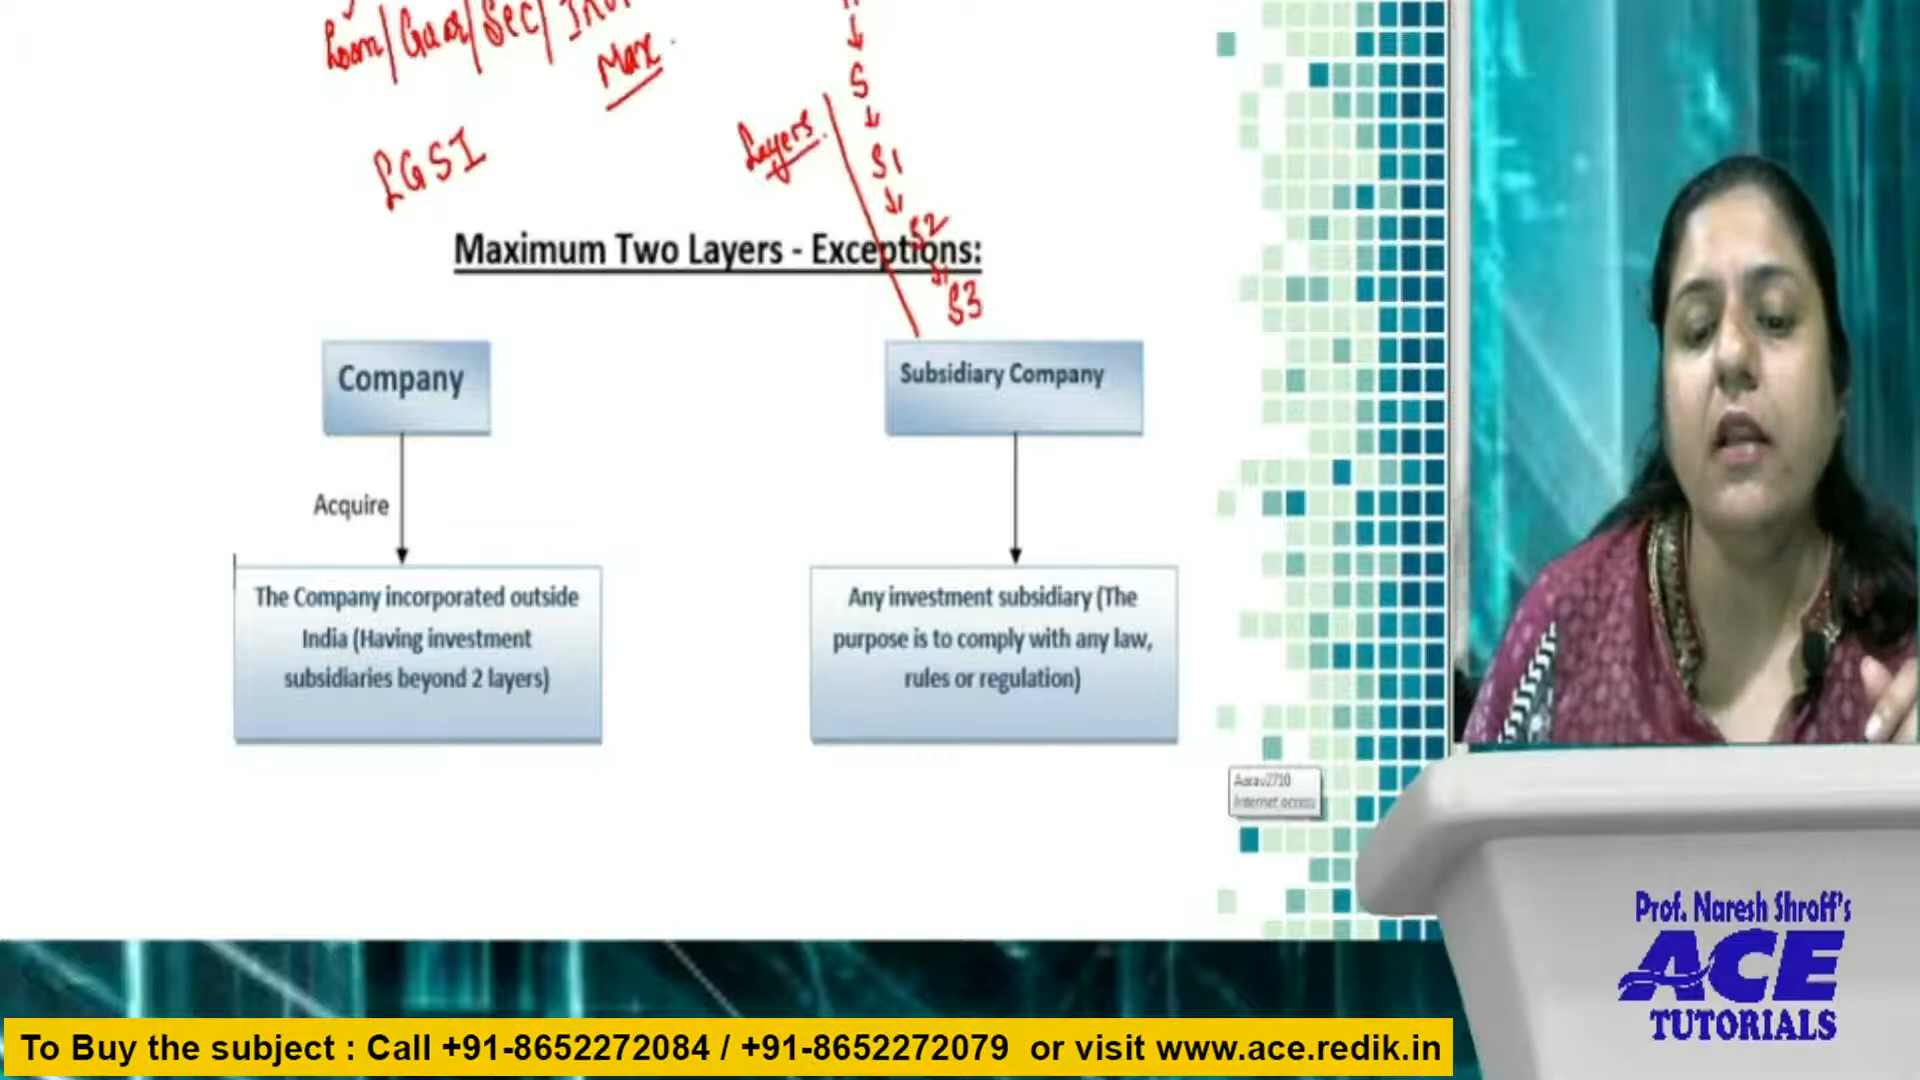 Loan/Guar/Sec/Inv
Max
LGSI
S
Layers
S1
S2
S3
Maximum Two Layers - Exceptions:
Company
Subsidiary Company
Acquire
The Company incorporated outside
India (Having investment
subsidiaries beyond 2 layers)
Any investment subsidiary (The
purpose is to comply with any law,
rules or regulation)
Internet access
Prof. Naresh Shroff's
ACE
TUTORIALS
To Buy the subject : Call +91-8652272084 / +91-8652272079 or visit www.ace.redik.in